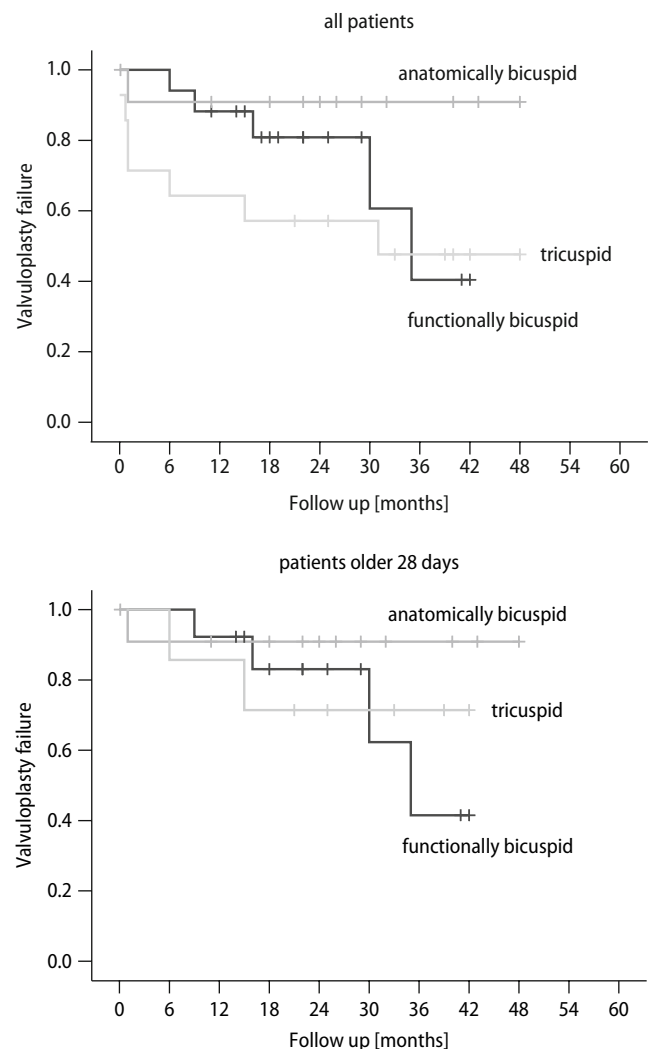 all patients
1.0
0.8
0.6
0.4
0.2
0.0
Valvuloplasty failure
anatomically bicuspid
tricuspid
functionally bicuspid
0 6 12 18 24 30 36 42 48 54 60
Follow up [months]
patients older 28 days
1.0
0.8
0.6
0.4
0.2
0.0
Valvuloplasty failure
anatomically bicuspid
tricuspid
functionally bicuspid
0 6 12 18 24 30 36 42 48 54 60
Follow up [months]